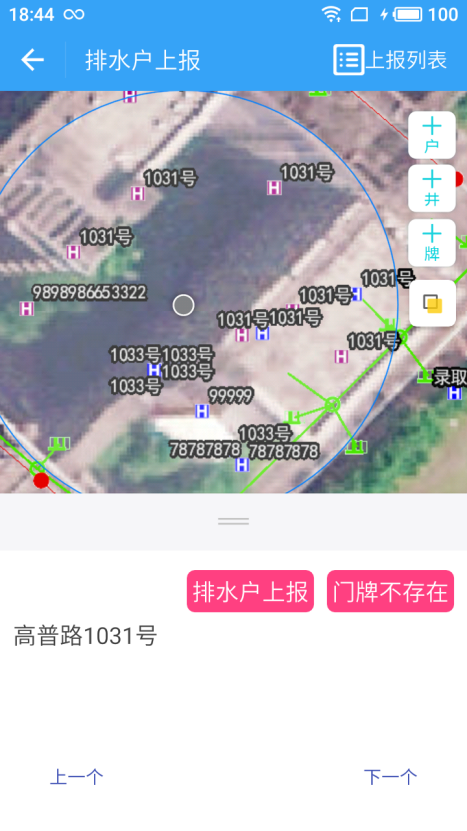 18:44 100
排水户上报 上报列表
户
井
牌
1031号
1031号
1031号
9898986653322
1031号
1031号
1031号1031号
1031号
1033号1033号
1033号
1033号
99999
1033号
78787878
78787878
录取
排水户上报 门牌不存在
高普路1031号
上一个 下一个